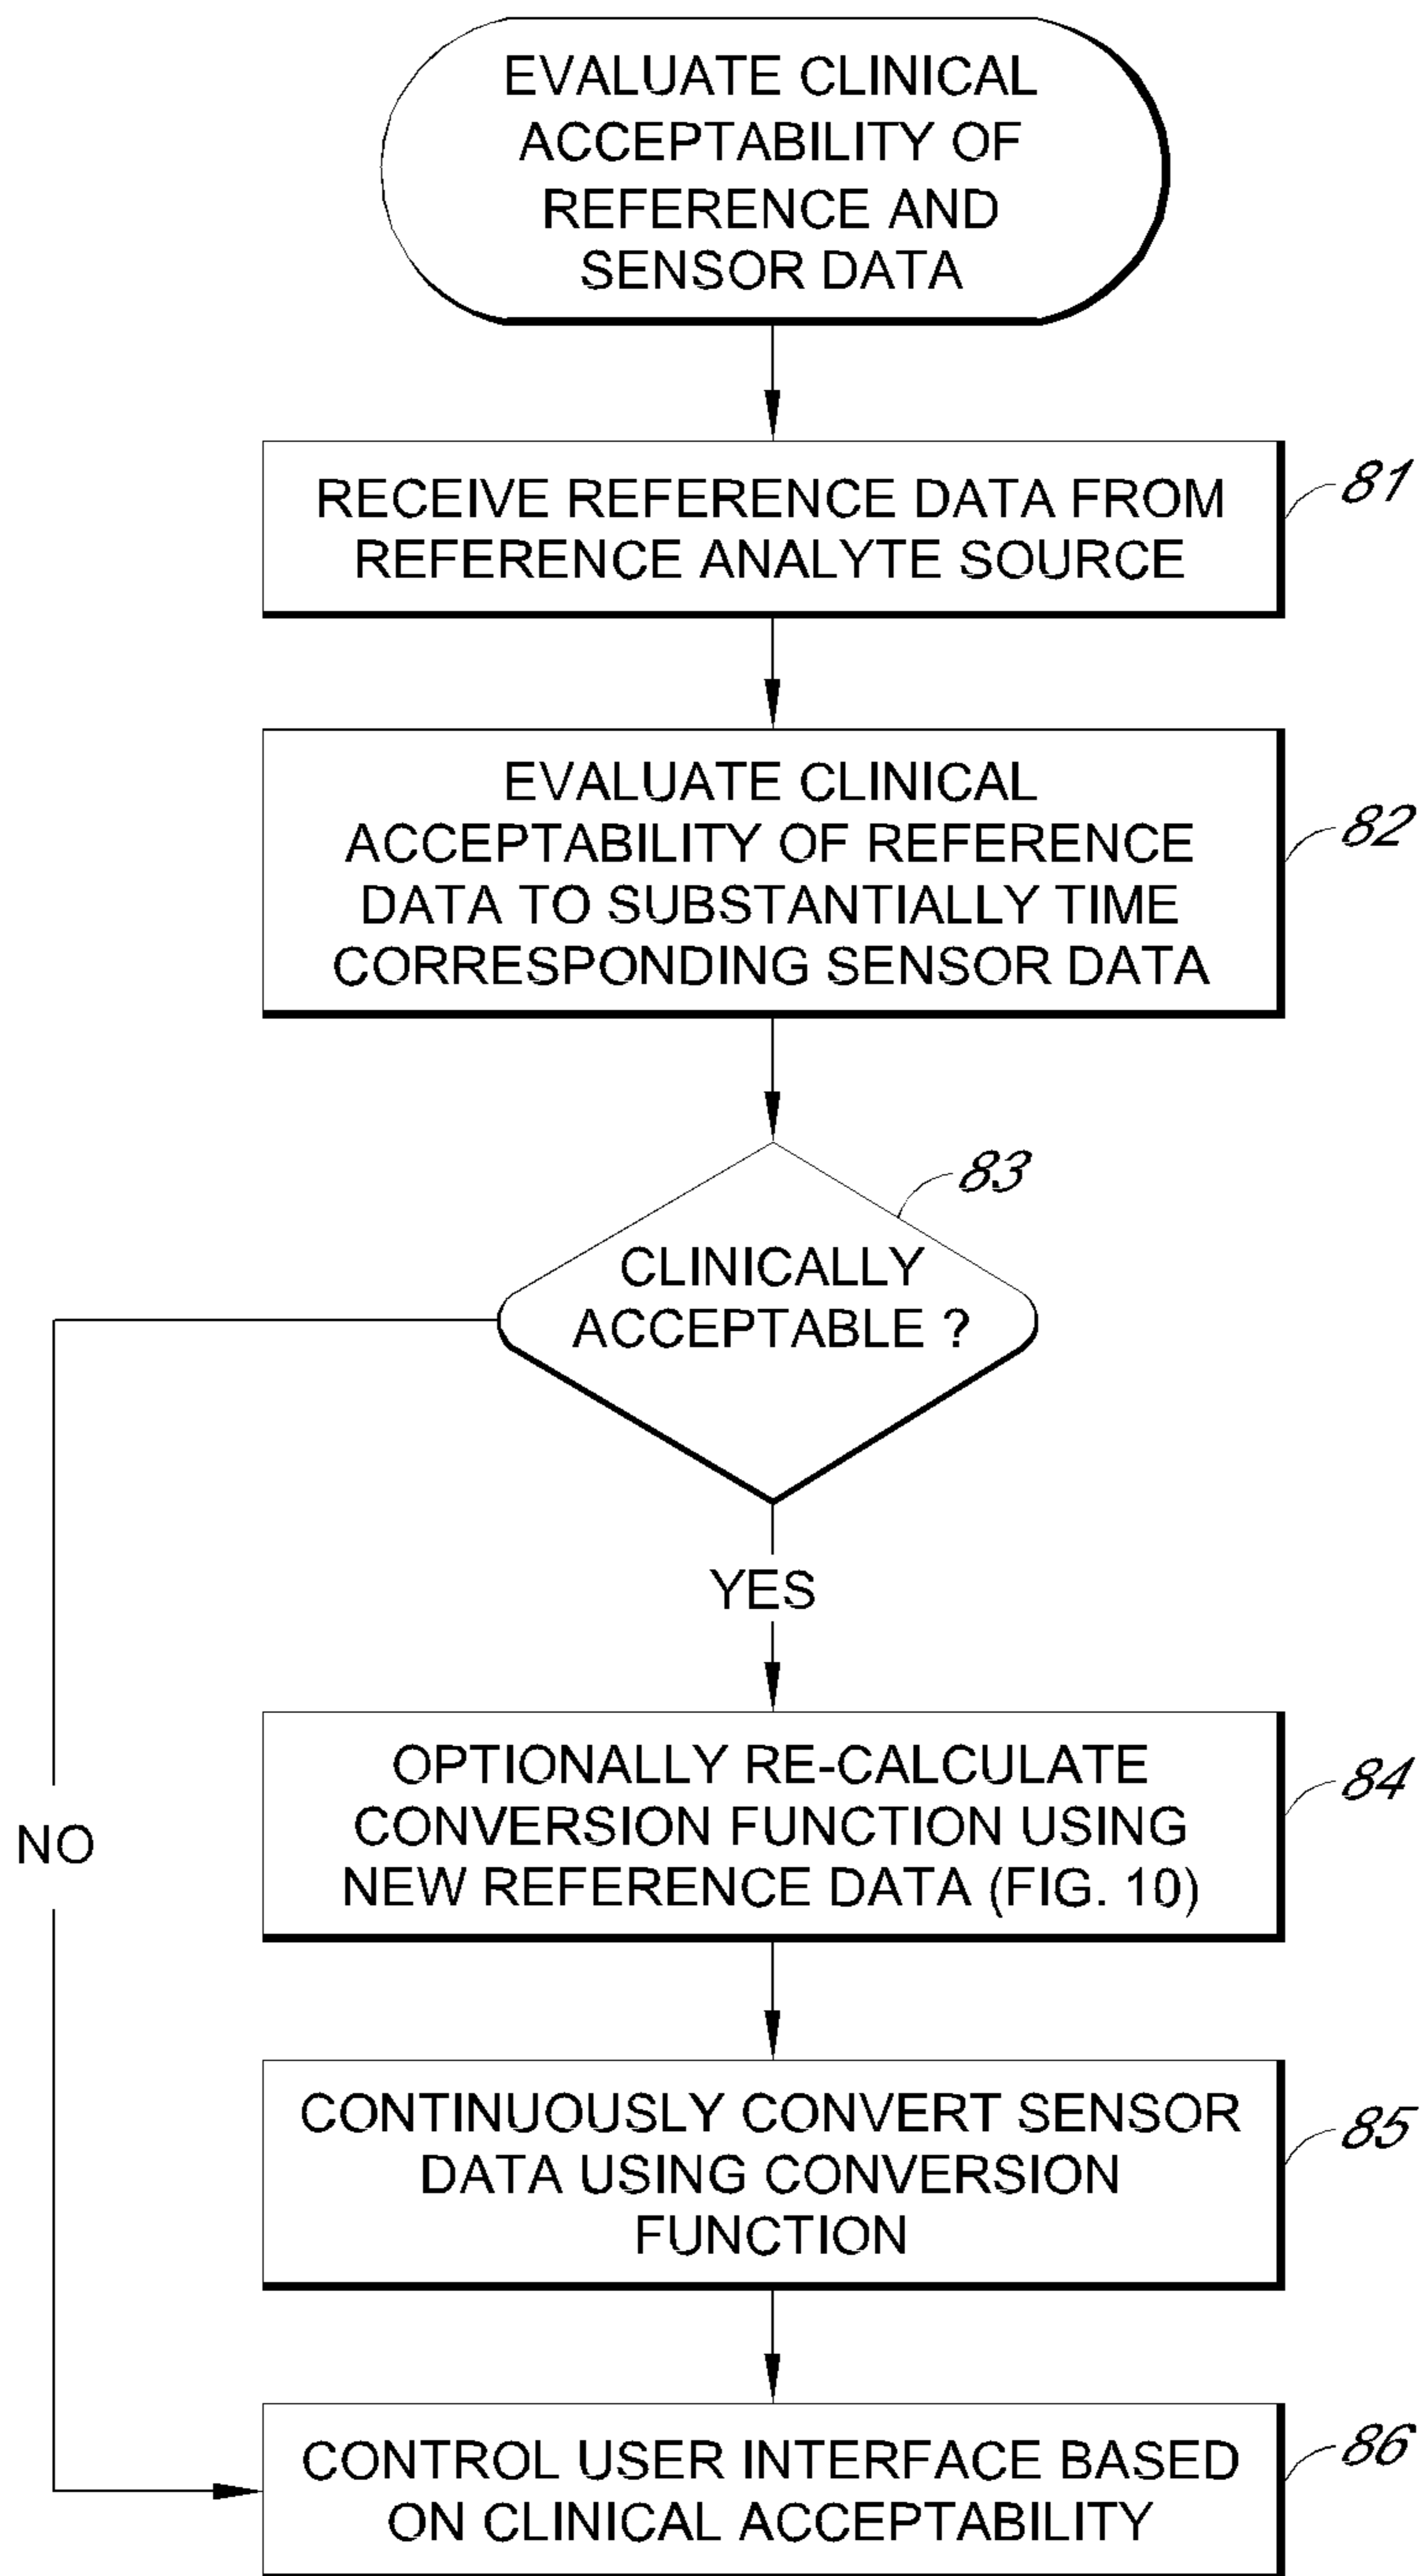 EVALUATE CLINICAL
ACCEPTABILITY OF
REFERENCE AND
SENSOR DATA
RECEIVE REFERENCE DATA FROM
REFERENCE ANALYTE SOURCE
81
EVALUATE CLINICAL
ACCEPTABILITY OF REFERENCE
DATA TO SUBSTANTIALLY TIME
CORRESPONDING SENSOR DATA
82
83
CLINICALLY
ACCEPTABLE ?
YES
NO
OPTIONALLY RE-CALCULATE
CONVERSION FUNCTION USING
NEW REFERENCE DATA (FIG. 10)
84
CONTINUOUSLY CONVERT SENSOR
DATA USING CONVERSION
FUNCTION
85
CONTROL USER INTERFACE BASED
ON CLINICAL ACCEPTABILITY
86